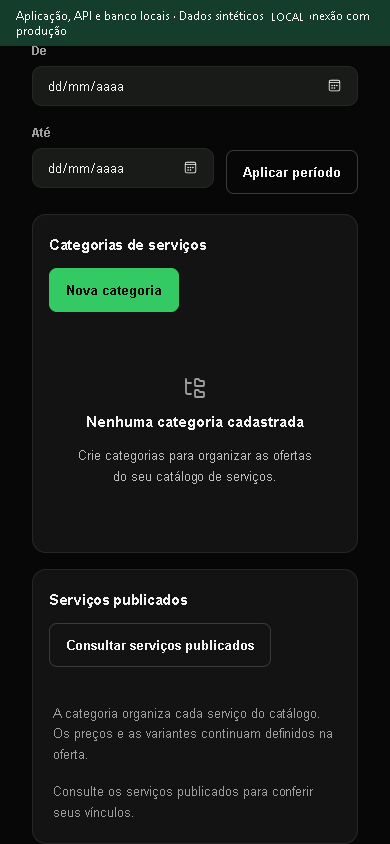 Aplicação, API e banco locais · Dados sintéticos LOCAL nexão com
produção
De
dd/mm/aaaa
Até
dd/mm/aaaa
Aplicar período
Categorias de serviços
Nova categoria
Nenhuma categoria cadastrada
Crie categorias para organizar as ofertas
do seu catálogo de serviços.
Serviços publicados
Consultar serviços publicados
A categoria organiza cada serviço do catálogo.
Os preços e as variantes continuam definidos na
oferta.
Consulte os serviços publicados para conferir
seus vínculos.